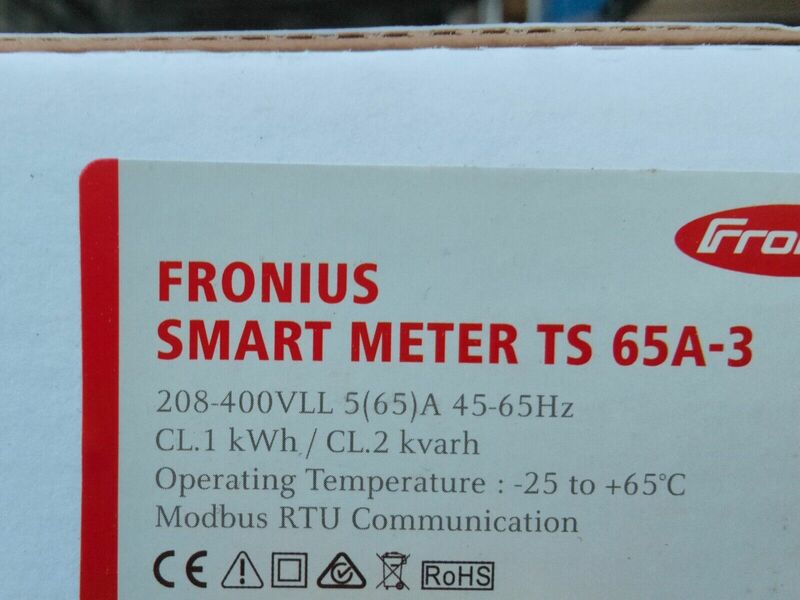 FRONIUS
SMART METER TS 65A-3
208-400VLL 5(65)A 45-65Hz
CL.1 kWh / CL.2 kvarh
Operating Temperature : -25 to +65°C
Modbus RTU Communication
CE RoHS